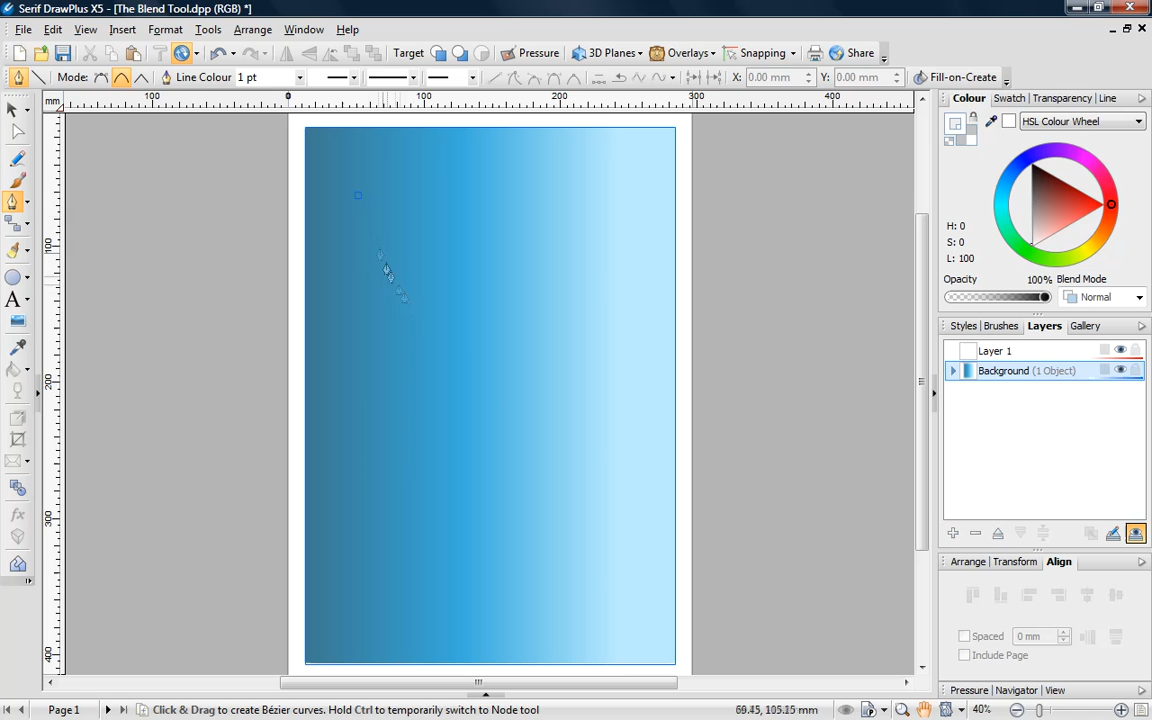 Serif DrawPlus X5 - [The Blend Tool.dpp (RGB) *]
File Edit View Insert Format Tools Arrange Window Help
Target Pressure 3D Planes Overlays Snapping Share
Mode: Line Colour 1 pt X: 0.00 mm Y: 0.00 mm Fill-on-Create
mm 100 0 100 200 300 400
Colour Swatch Transparency Line
HSL Colour Wheel
H: 0
S: 0
L: 100
Opacity 100% Blend Mode
Normal
Styles Brushes Layers Gallery
Layer 1
Background (1 Object)
100
200
300
400
A
fx
Arrange Transform Align
Spaced 0 mm
Include Page
Pressure Navigator View
Page 1 Click & Drag to create Bézier curves. Hold Ctrl to temporarily switch to Node tool 69.45, 105.15 mm 40%